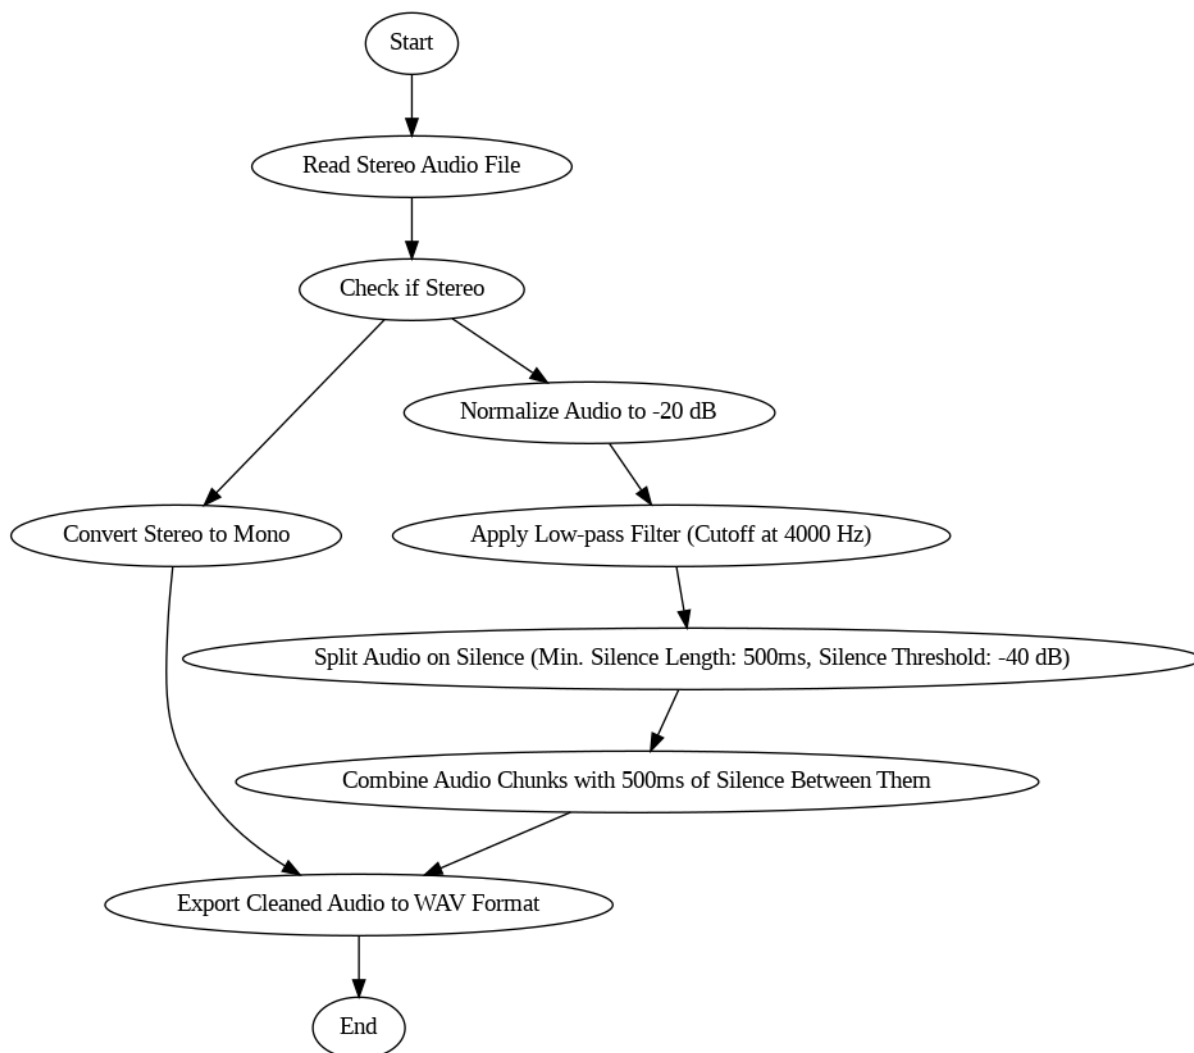 Start
Read Stereo Audio File
Check if Stereo
Normalize Audio to -20 dB
Convert Stereo to Mono
Apply Low-pass Filter (Cutoff at 4000 Hz)
Split Audio on Silence (Min. Silence Length: 500ms, Silence Threshold: -40 dB)
Combine Audio Chunks with 500ms of Silence Between Them
Export Cleaned Audio to WAV Format
End